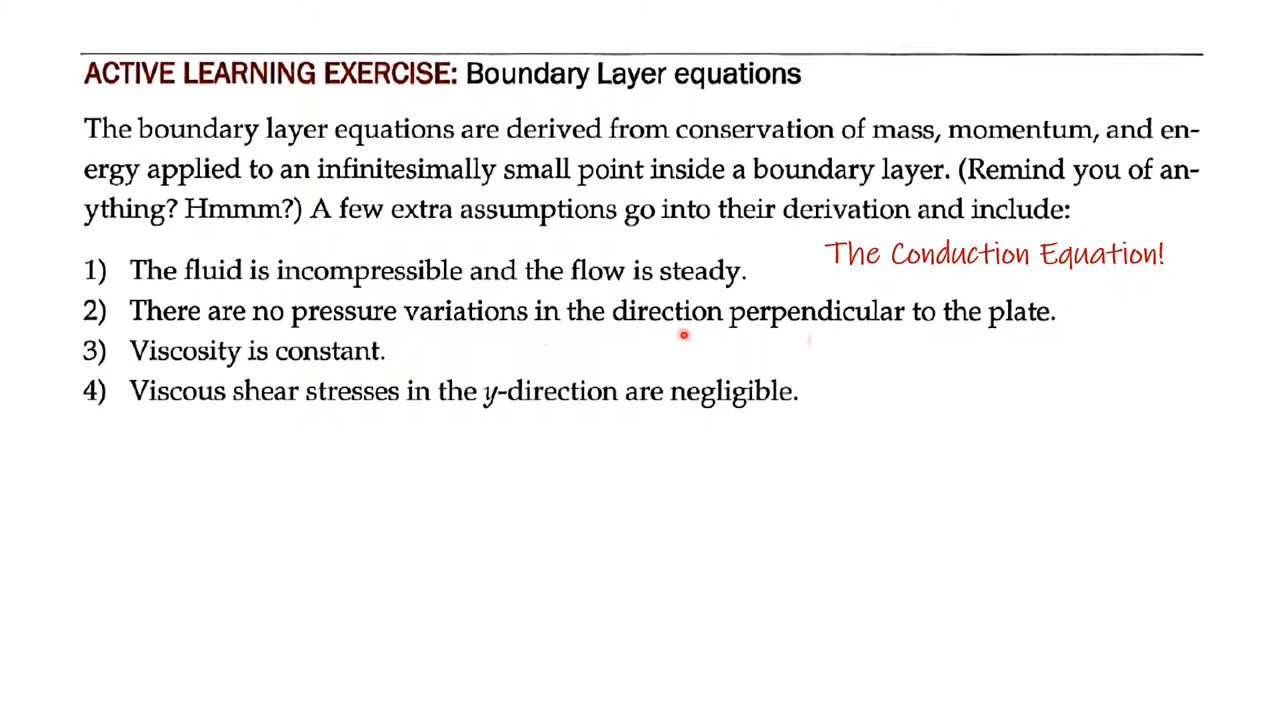 ACTIVE LEARNING EXERCISE: Boundary Layer equations
The boundary layer equations are derived from conservation of mass, momentum, and en-
ergy applied to an infinitesimally small point inside a boundary layer. (Remind you of an-
ything? Hmmm?) A few extra assumptions go into their derivation and include:
The Conduction Equation!
1) The fluid is incompressible and the flow is steady.
2) There are no pressure variations in the direction perpendicular to the plate.
3) Viscosity is constant.
4) Viscous shear stresses in the y-direction are negligible.